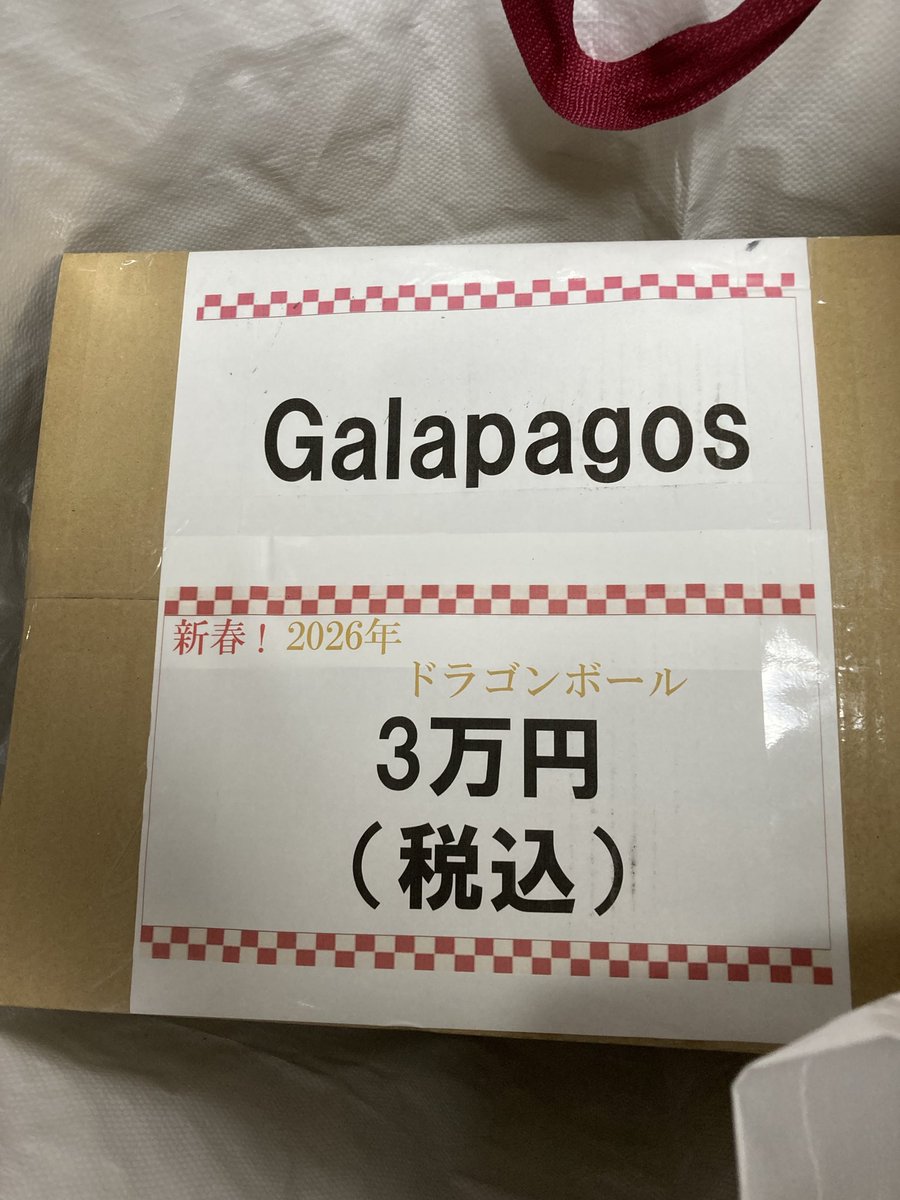 Galapagos
新春！2026年
ドラゴンボール
3万円
（税込）